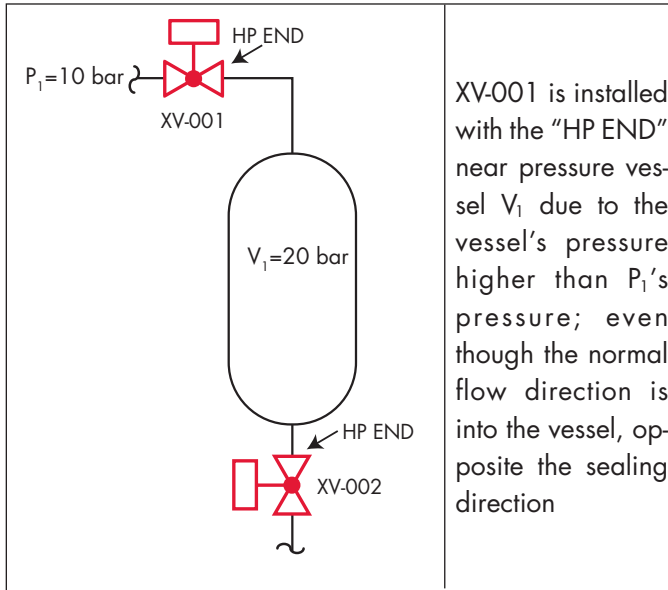 HP END
P₁=10 bar
XV-001
V₁=20 bar
HP END
XV-002
XV-001 is installed
with the “HP END”
near pressure ves-
sel V₁ due to the
vessel’s pressure
higher than P₁’s
pressure; even
though the normal
flow direction is
into the vessel, op-
posite the sealing
direction